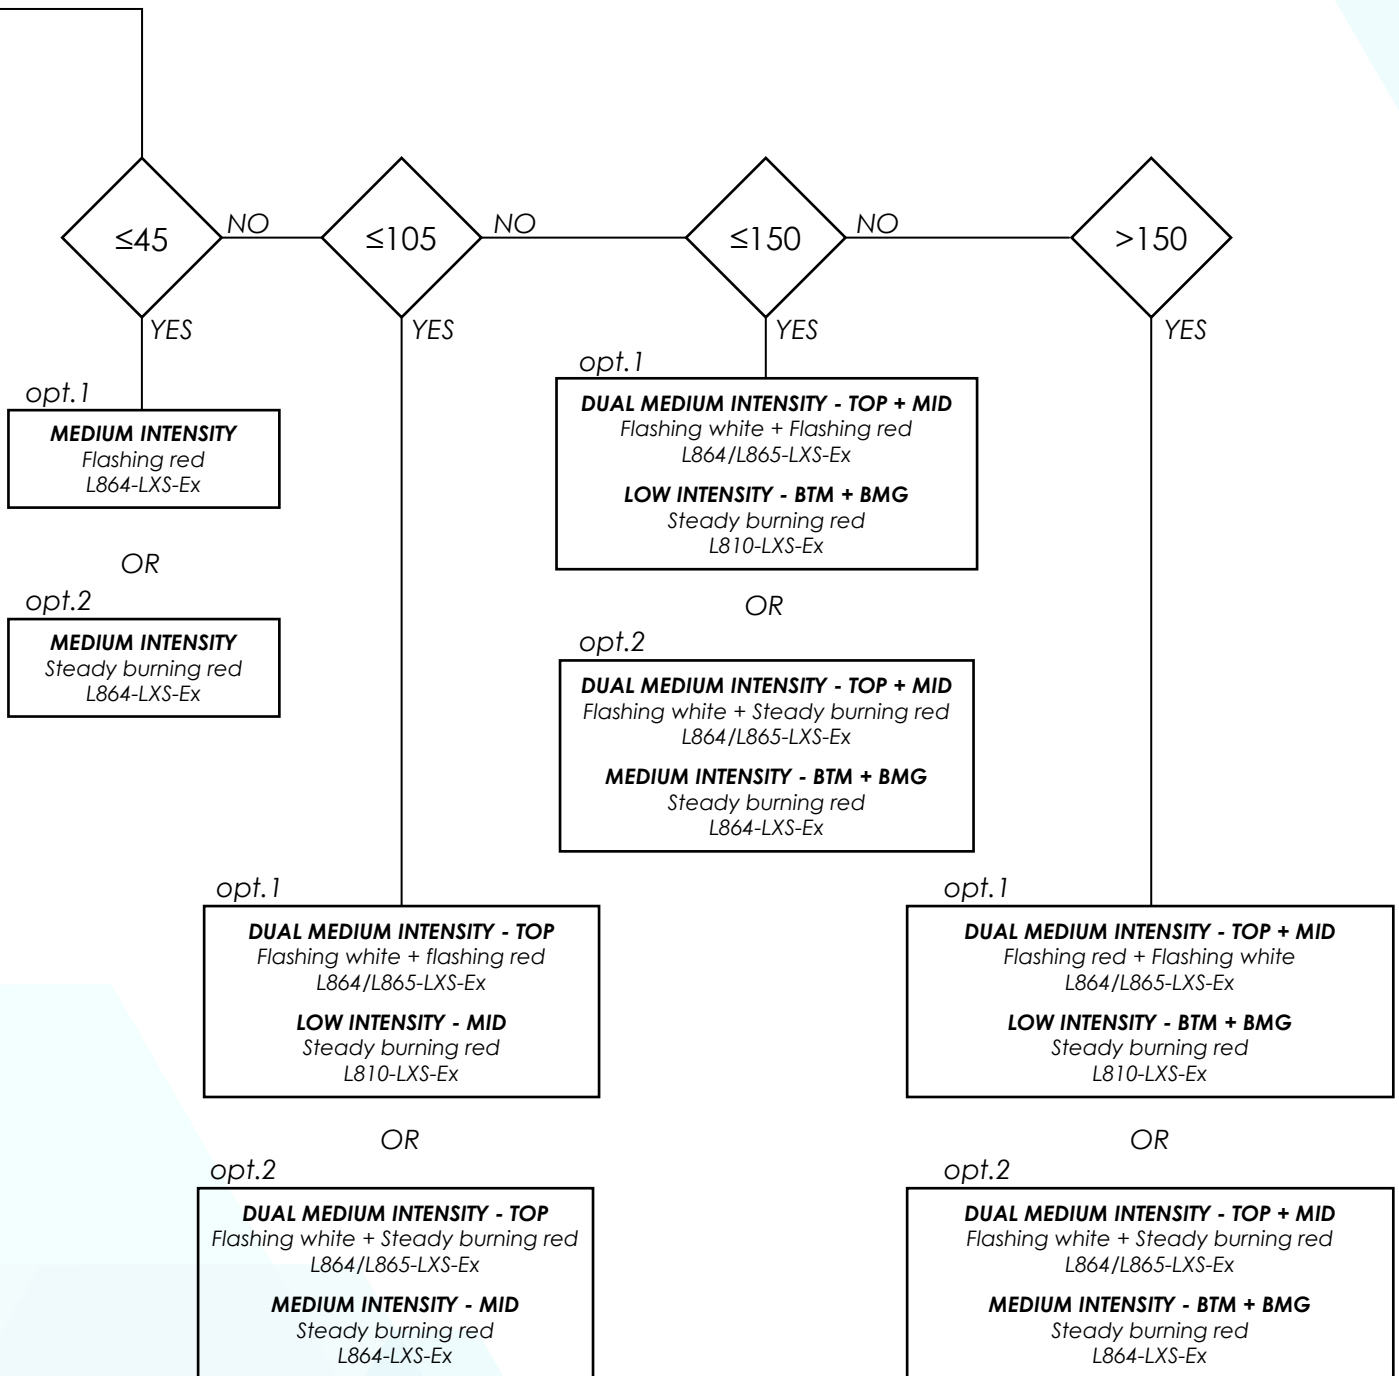 ≤45
NO
≤105
NO
≤150
NO
>150
YES
YES
YES
YES
opt.1
MEDIUM INTENSITY
Flashing red
L864-LXS-Ex
OR
opt.2
MEDIUM INTENSITY
Steady burning red
L864-LXS-Ex
opt.1
DUAL MEDIUM INTENSITY - TOP + MID
Flashing white + Flashing red
L864/L865-LXS-Ex
LOW INTENSITY - BTM + BMG
Steady burning red
L810-LXS-Ex
OR
opt.2
DUAL MEDIUM INTENSITY - TOP + MID
Flashing white + Steady burning red
L864/L865-LXS-Ex
MEDIUM INTENSITY - BTM + BMG
Steady burning red
L864-LXS-Ex
opt.1
DUAL MEDIUM INTENSITY - TOP
Flashing white + flashing red
L864/L865-LXS-Ex
LOW INTENSITY - MID
Steady burning red
L810-LXS-Ex
OR
opt.2
DUAL MEDIUM INTENSITY - TOP
Flashing white + Steady burning red
L864/L865-LXS-Ex
MEDIUM INTENSITY - MID
Steady burning red
L864-LXS-Ex
opt.1
DUAL MEDIUM INTENSITY - TOP + MID
Flashing red + Flashing white
L864/L865-LXS-Ex
LOW INTENSITY - BTM + BMG
Steady burning red
L810-LXS-Ex
OR
opt.2
DUAL MEDIUM INTENSITY - TOP + MID
Flashing white + Steady burning red
L864/L865-LXS-Ex
MEDIUM INTENSITY - BTM + BMG
Steady burning red
L864-LXS-Ex